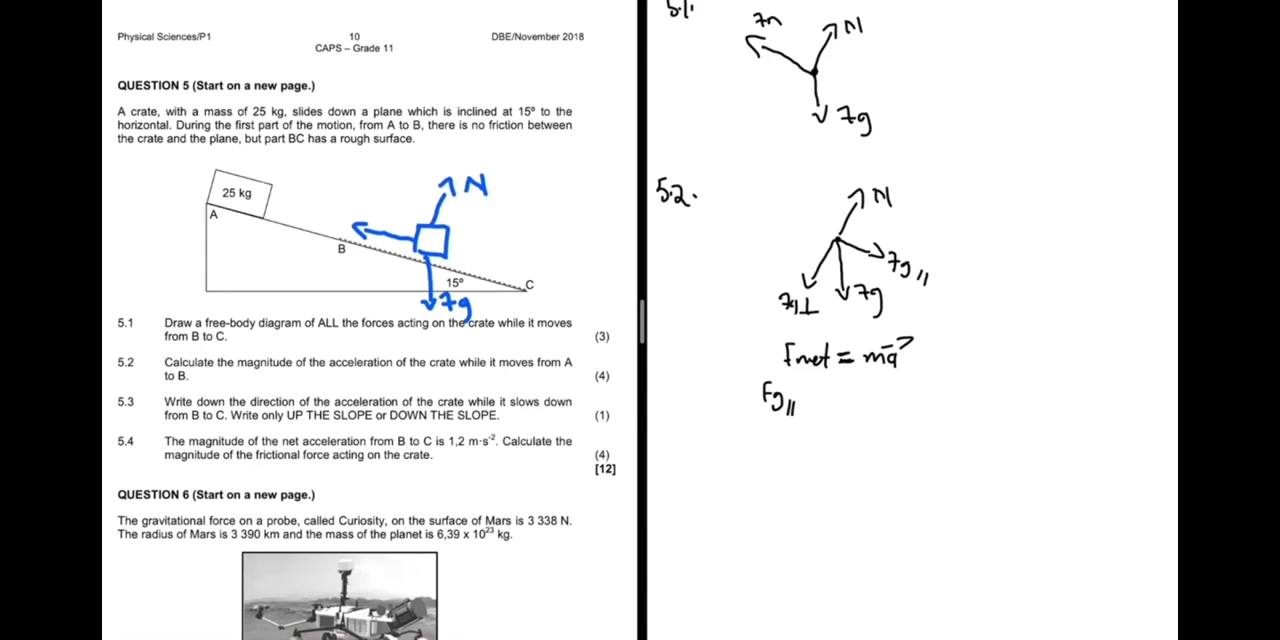 Physical Sciences/P1
10
DBE/November 2018
CAPS – Grade 11
QUESTION 5 (Start on a new page.)
A crate, with a mass of 25 kg, slides down a plane which is inclined at 15º to the
horizontal. During the first part of the motion, from A to B, there is no friction between
the crate and the plane, but part BC has a rough surface.
25 kg
A
B
15º
C
N
Fg
5.1 Draw a free-body diagram of ALL the forces acting on the crate while it moves
from B to C. (3)
5.2 Calculate the magnitude of the acceleration of the crate while it moves from A
to B. (4)
5.3 Write down the direction of the acceleration of the crate while it slows down
from B to C. Write only UP THE SLOPE or DOWN THE SLOPE. (1)
5.4 The magnitude of the net acceleration from B to C is 1,2 m·s⁻². Calculate the
magnitude of the frictional force acting on the crate. (4)
[12]
QUESTION 6 (Start on a new page.)
The gravitational force on a probe, called Curiosity, on the surface of Mars is 3 338 N.
The radius of Mars is 3 390 km and the mass of the planet is 6,39 x 10²³ kg.
5.1.
N
Fg
5.2.
N
Fg||
Fg
Fg⊥
Fnet = ma
Fg||